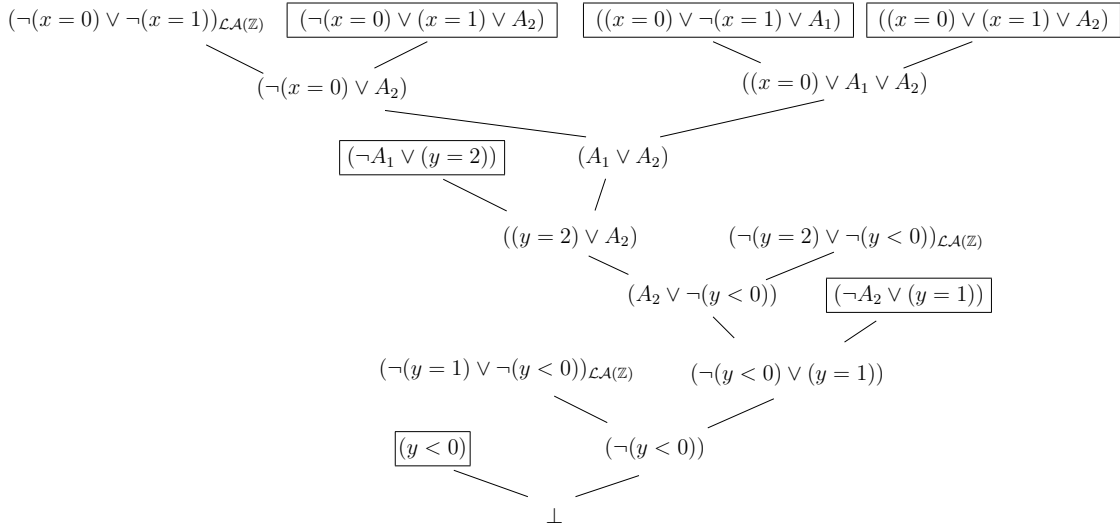 (¬(x = 0) ∨ ¬(x = 1))_{ℒ𝒜(ℤ)} (¬(x = 0) ∨ (x = 1) ∨ A₂) ((x = 0) ∨ ¬(x = 1) ∨ A₁) ((x = 0) ∨ (x = 1) ∨ A₂)
(¬(x = 0) ∨ A₂) ((x = 0) ∨ A₁ ∨ A₂)
(¬A₁ ∨ (y = 2)) (A₁ ∨ A₂)
((y = 2) ∨ A₂) (¬(y = 2) ∨ ¬(y < 0))_{ℒ𝒜(ℤ)}
(A₂ ∨ ¬(y < 0)) (¬A₂ ∨ (y = 1))
(¬(y = 1) ∨ ¬(y < 0))_{ℒ𝒜(ℤ)} (¬(y < 0) ∨ (y = 1))
(y < 0) (¬(y < 0))
⊥